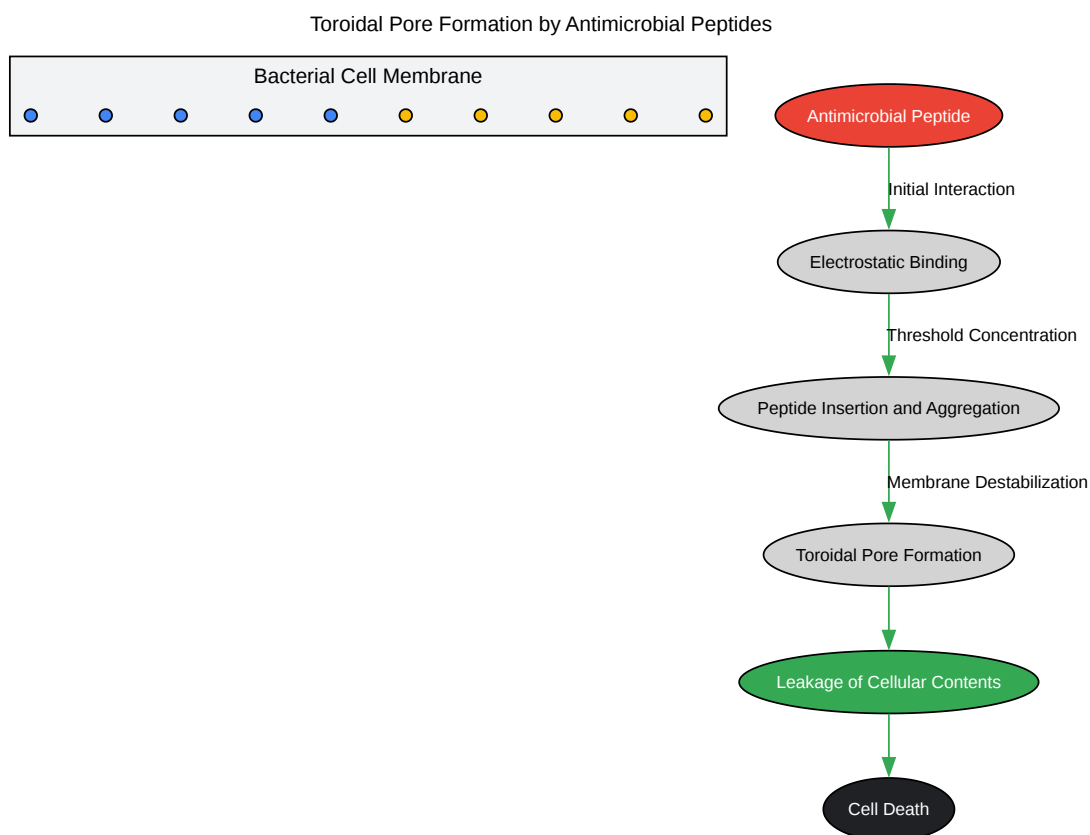 Toroidal Pore Formation by Antimicrobial Peptides
Bacterial Cell Membrane
Antimicrobial Peptide
Initial Interaction
Electrostatic Binding
Threshold Concentration
Peptide Insertion and Aggregation
Membrane Destabilization
Toroidal Pore Formation
Leakage of Cellular Contents
Cell Death